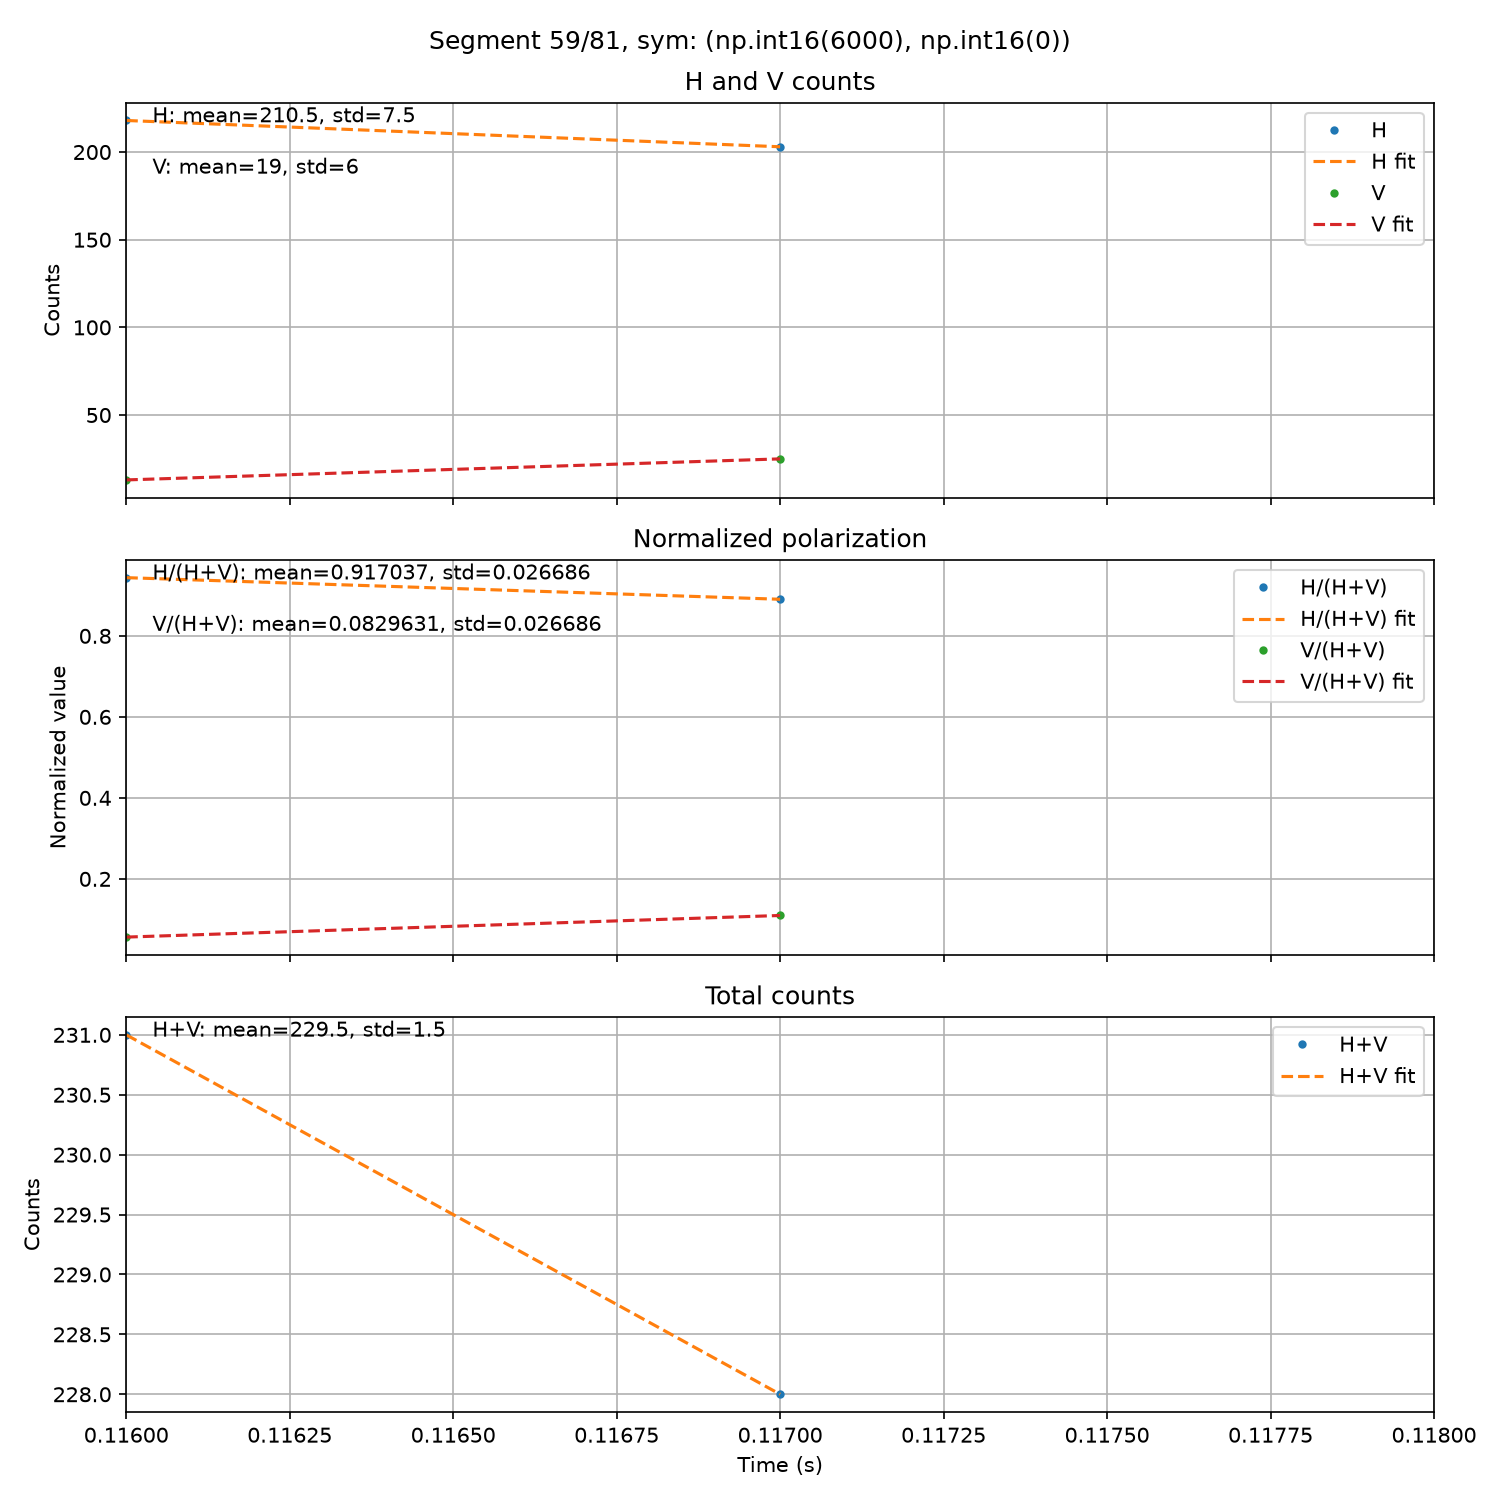 Segment 59/81, sym: (np.int16(6000), np.int16(0))
H and V counts
H: mean=210.5, std=7.5
V: mean=19, std=6
H
H fit
V
V fit
200
150
100
50
Counts
Normalized polarization
H/(H+V): mean=0.917037, std=0.026686
V/(H+V): mean=0.0829631, std=0.026686
H/(H+V)
H/(H+V) fit
V/(H+V)
V/(H+V) fit
0.8
0.6
0.4
0.2
Normalized value
Total counts
H+V: mean=229.5, std=1.5
H+V
H+V fit
231.0
230.5
230.0
229.5
229.0
228.5
228.0
Counts
0.11600 0.11625 0.11650 0.11675 0.11700 0.11725 0.11750 0.11775 0.11800
Time (s)